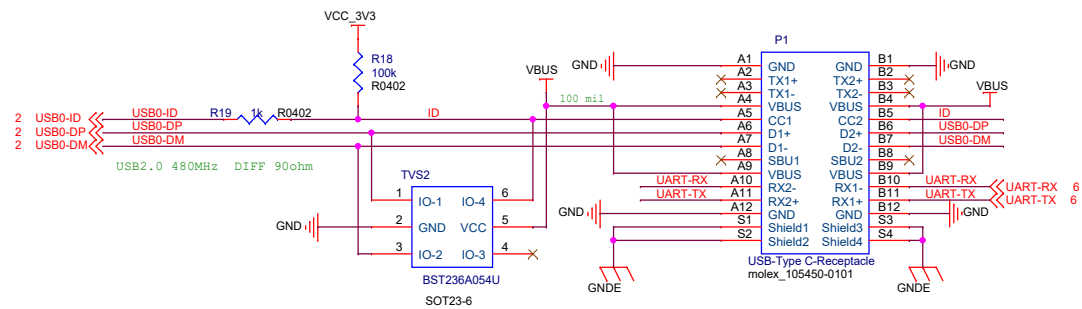 VCC_3V3
R18
100k
R0402
VBUS
100 mil
P1
2 USB0-ID USB0-ID R19 1k R0402 ID
2 USB0-DP USB0-DP
2 USB0-DM USB0-DM
USB2.0 480MHz DIFF 90ohm
TVS2
1 IO-1 IO-4 6
GND 2 GND VCC 5
3 IO-2 IO-3 4
BST236A054U
SOT23-6
GND A1 GND GND B1 GND
A2 TX1+ TX2+ B2
A3 TX1- TX2- B3 VBUS
A4 VBUS VBUS B4
A5 CC1 CC2 B5 ID
A6 D1+ D2+ B6 USB0-DP
A7 D1- D2- B7 USB0-DM
A8 SBU1 SBU2 B8
A9 VBUS VBUS B9
UART-RX A10 RX2- RX1- B10 UART-RX UART-RX 6
UART-TX A11 RX2+ RX1+ B11 UART-TX UART-TX 6
GND A12 GND GND B12 GND
S1 Shield1 Shield3 S3
S2 Shield2 Shield4 S4
USB-Type C-Receptacle
molex_105450-0101
GNDE GNDE